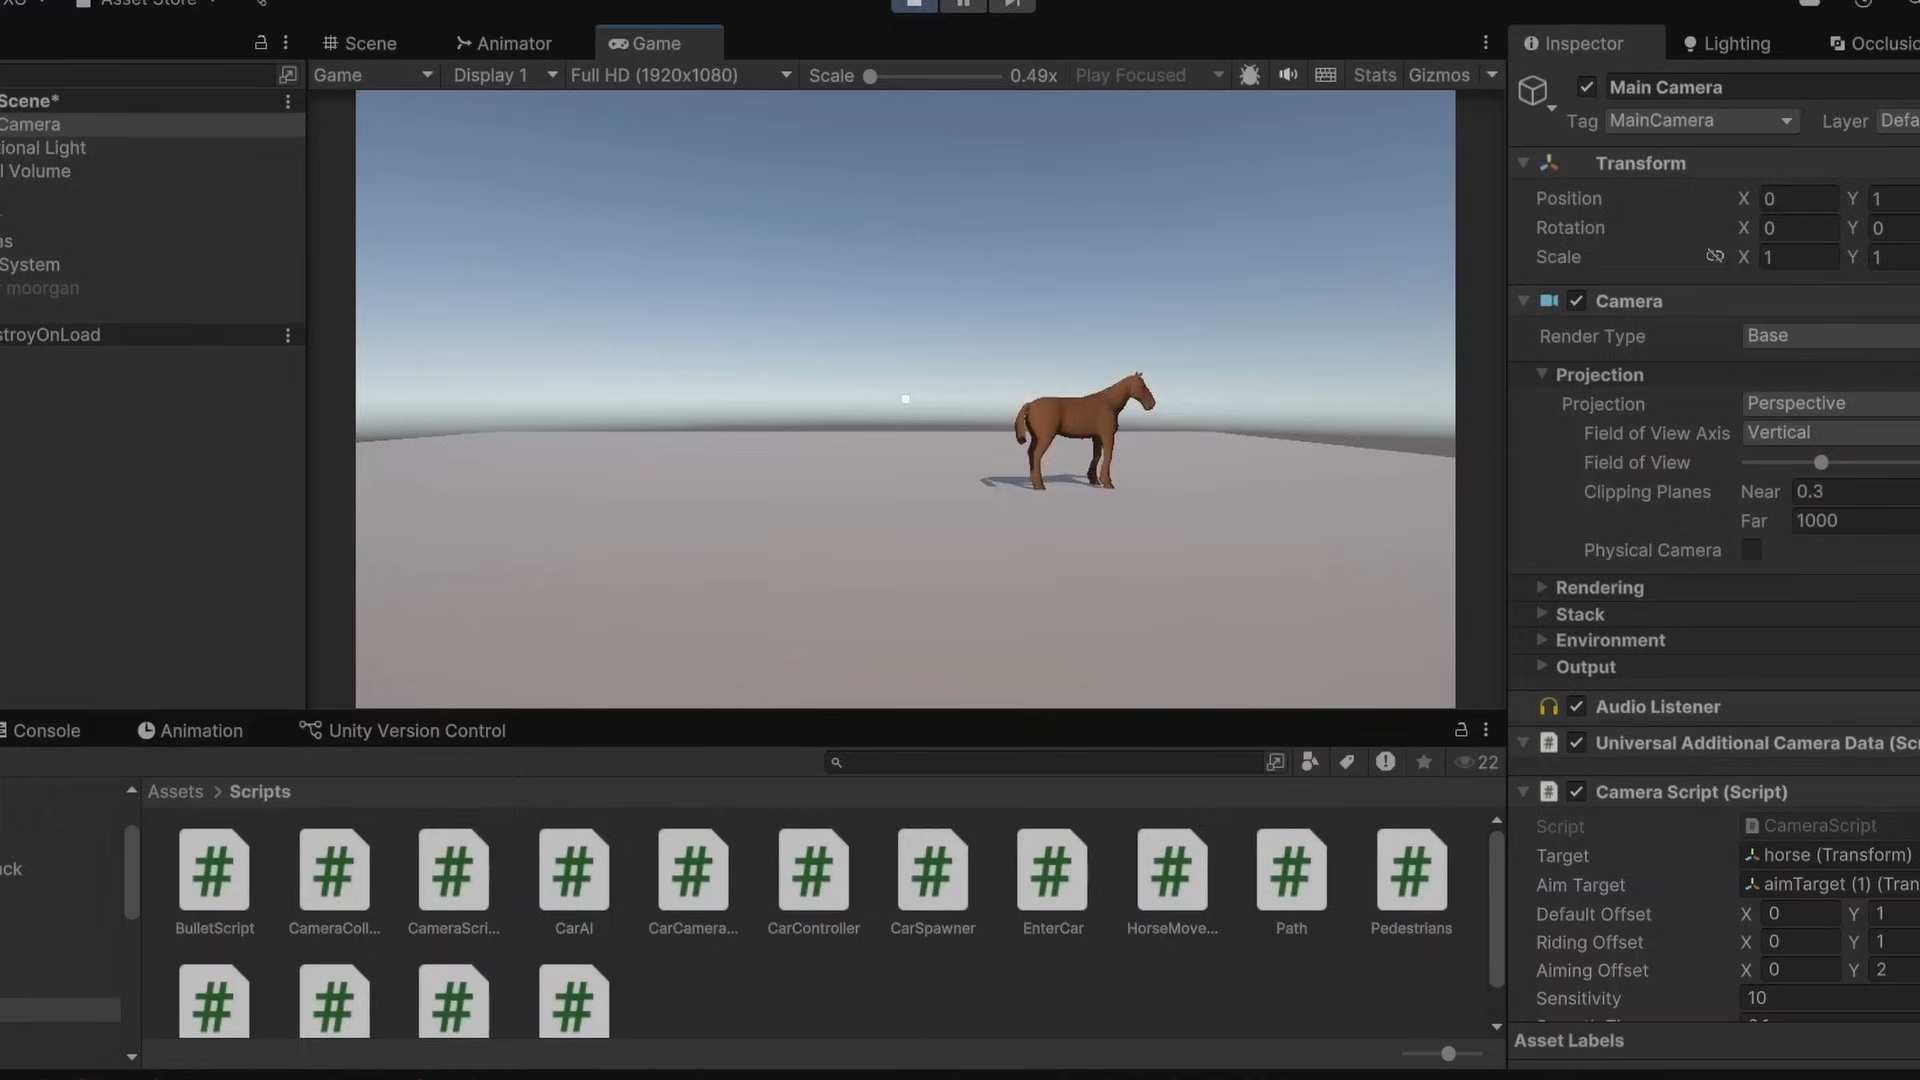 Asset Store
Scene
Animator
Game
Inspector
Lighting
Game
Display 1
Full HD (1920x1080)
Scale
0.49x
Play Focused
Stats
Gizmos
Scene*
Camera
tional Light
l Volume
as
System
moorgan
stroyOnLoad
Main Camera
Tag MainCamera
Layer Defa
Transform
Position X 0 Y 1
Rotation X 0 Y 0
Scale X 1 Y 1
Camera
Render Type Base
Projection
Projection Perspective
Field of View Axis Vertical
Field of View
Clipping Planes Near 0.3
Far 1000
Physical Camera
Rendering
Stack
Environment
Output
Audio Listener
Universal Additional Camera Data (Scr
Camera Script (Script)
Script CameraScript
Target horse (Transform)
Aim Target aimTarget (1) (Tran
Default Offset X 0 Y 1
Riding Offset X 0 Y 1
Aiming Offset X 0 Y 2
Sensitivity 10
Asset Labels
Console
Animation
Unity Version Control
22
Assets > Scripts
ck
BulletScript
CameraColl...
CameraScri...
CarAI
CarCamera...
CarController
CarSpawner
EnterCar
HorseMove...
Path
Pedestrians